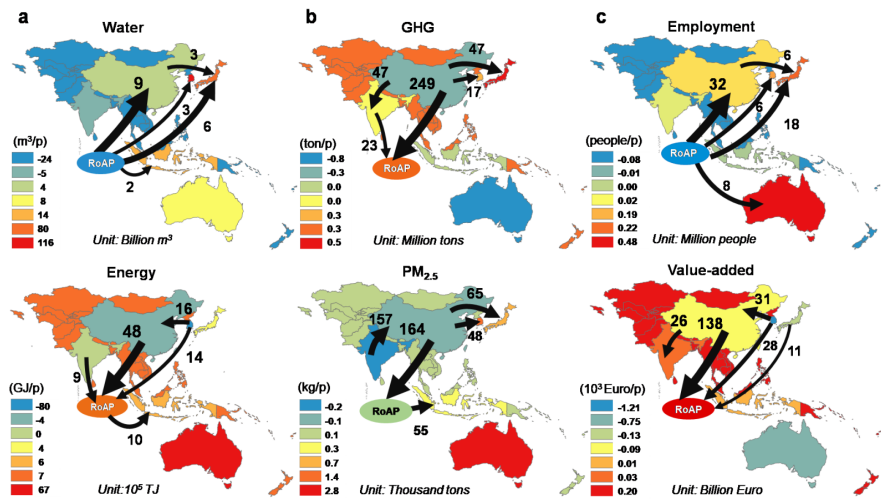 a
Water
3
9
3
6
RoAP
2
(m³/p)
-24
-5
4
8
14
80
116
Unit: Billion m³
b
GHG
47
47
249
17
23
RoAP
(ton/p)
-0.8
-0.3
0.0
0.0
0.3
0.3
0.5
Unit: Million tons
c
Employment
6
32
6
18
RoAP
8
(people/p)
-0.08
-0.01
0.00
0.02
0.19
0.22
0.48
Unit: Million people
Energy
16
48
14
9
RoAP
10
(GJ/p)
-80
-4
0
4
6
7
67
Unit:10⁵ TJ
PM₂.₅
65
157
164
48
RoAP
55
(kg/p)
-0.2
-0.1
0.1
0.3
0.7
1.4
2.8
Unit: Thousand tons
Value-added
31
26
138
28
11
RoAP
(10³ Euro/p)
-1.21
-0.75
-0.13
-0.09
0.01
0.03
0.20
Unit: Billion Euro